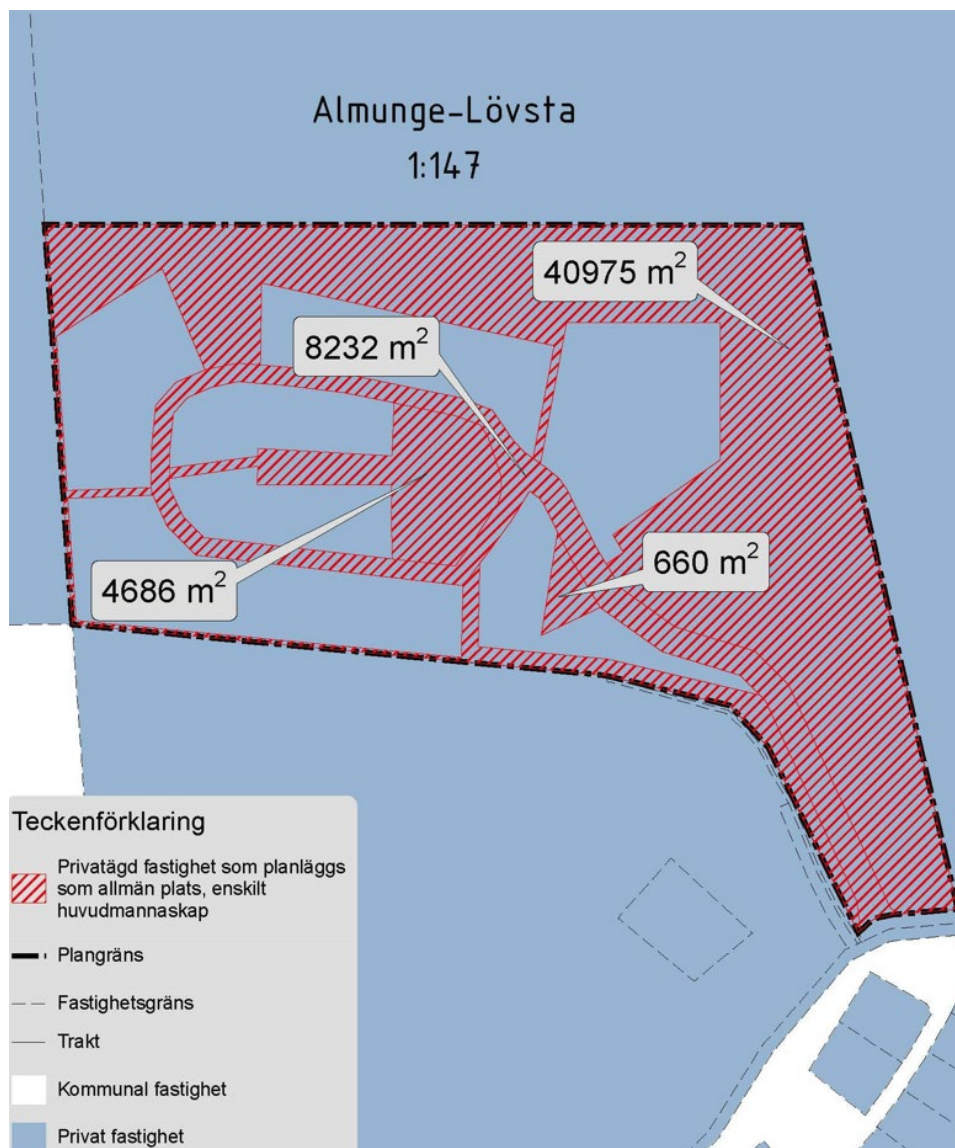 Almunge-Lövsta
1:147
40975 m²
8232 m²
660 m²
4686 m²
Teckenförklaring
Privatägd fastighet som planläggs
som allmän plats, enskilt
huvudmannaskap
Plangräns
Fastighetsgräns
Trakt
Kommunal fastighet
Privat fastighet